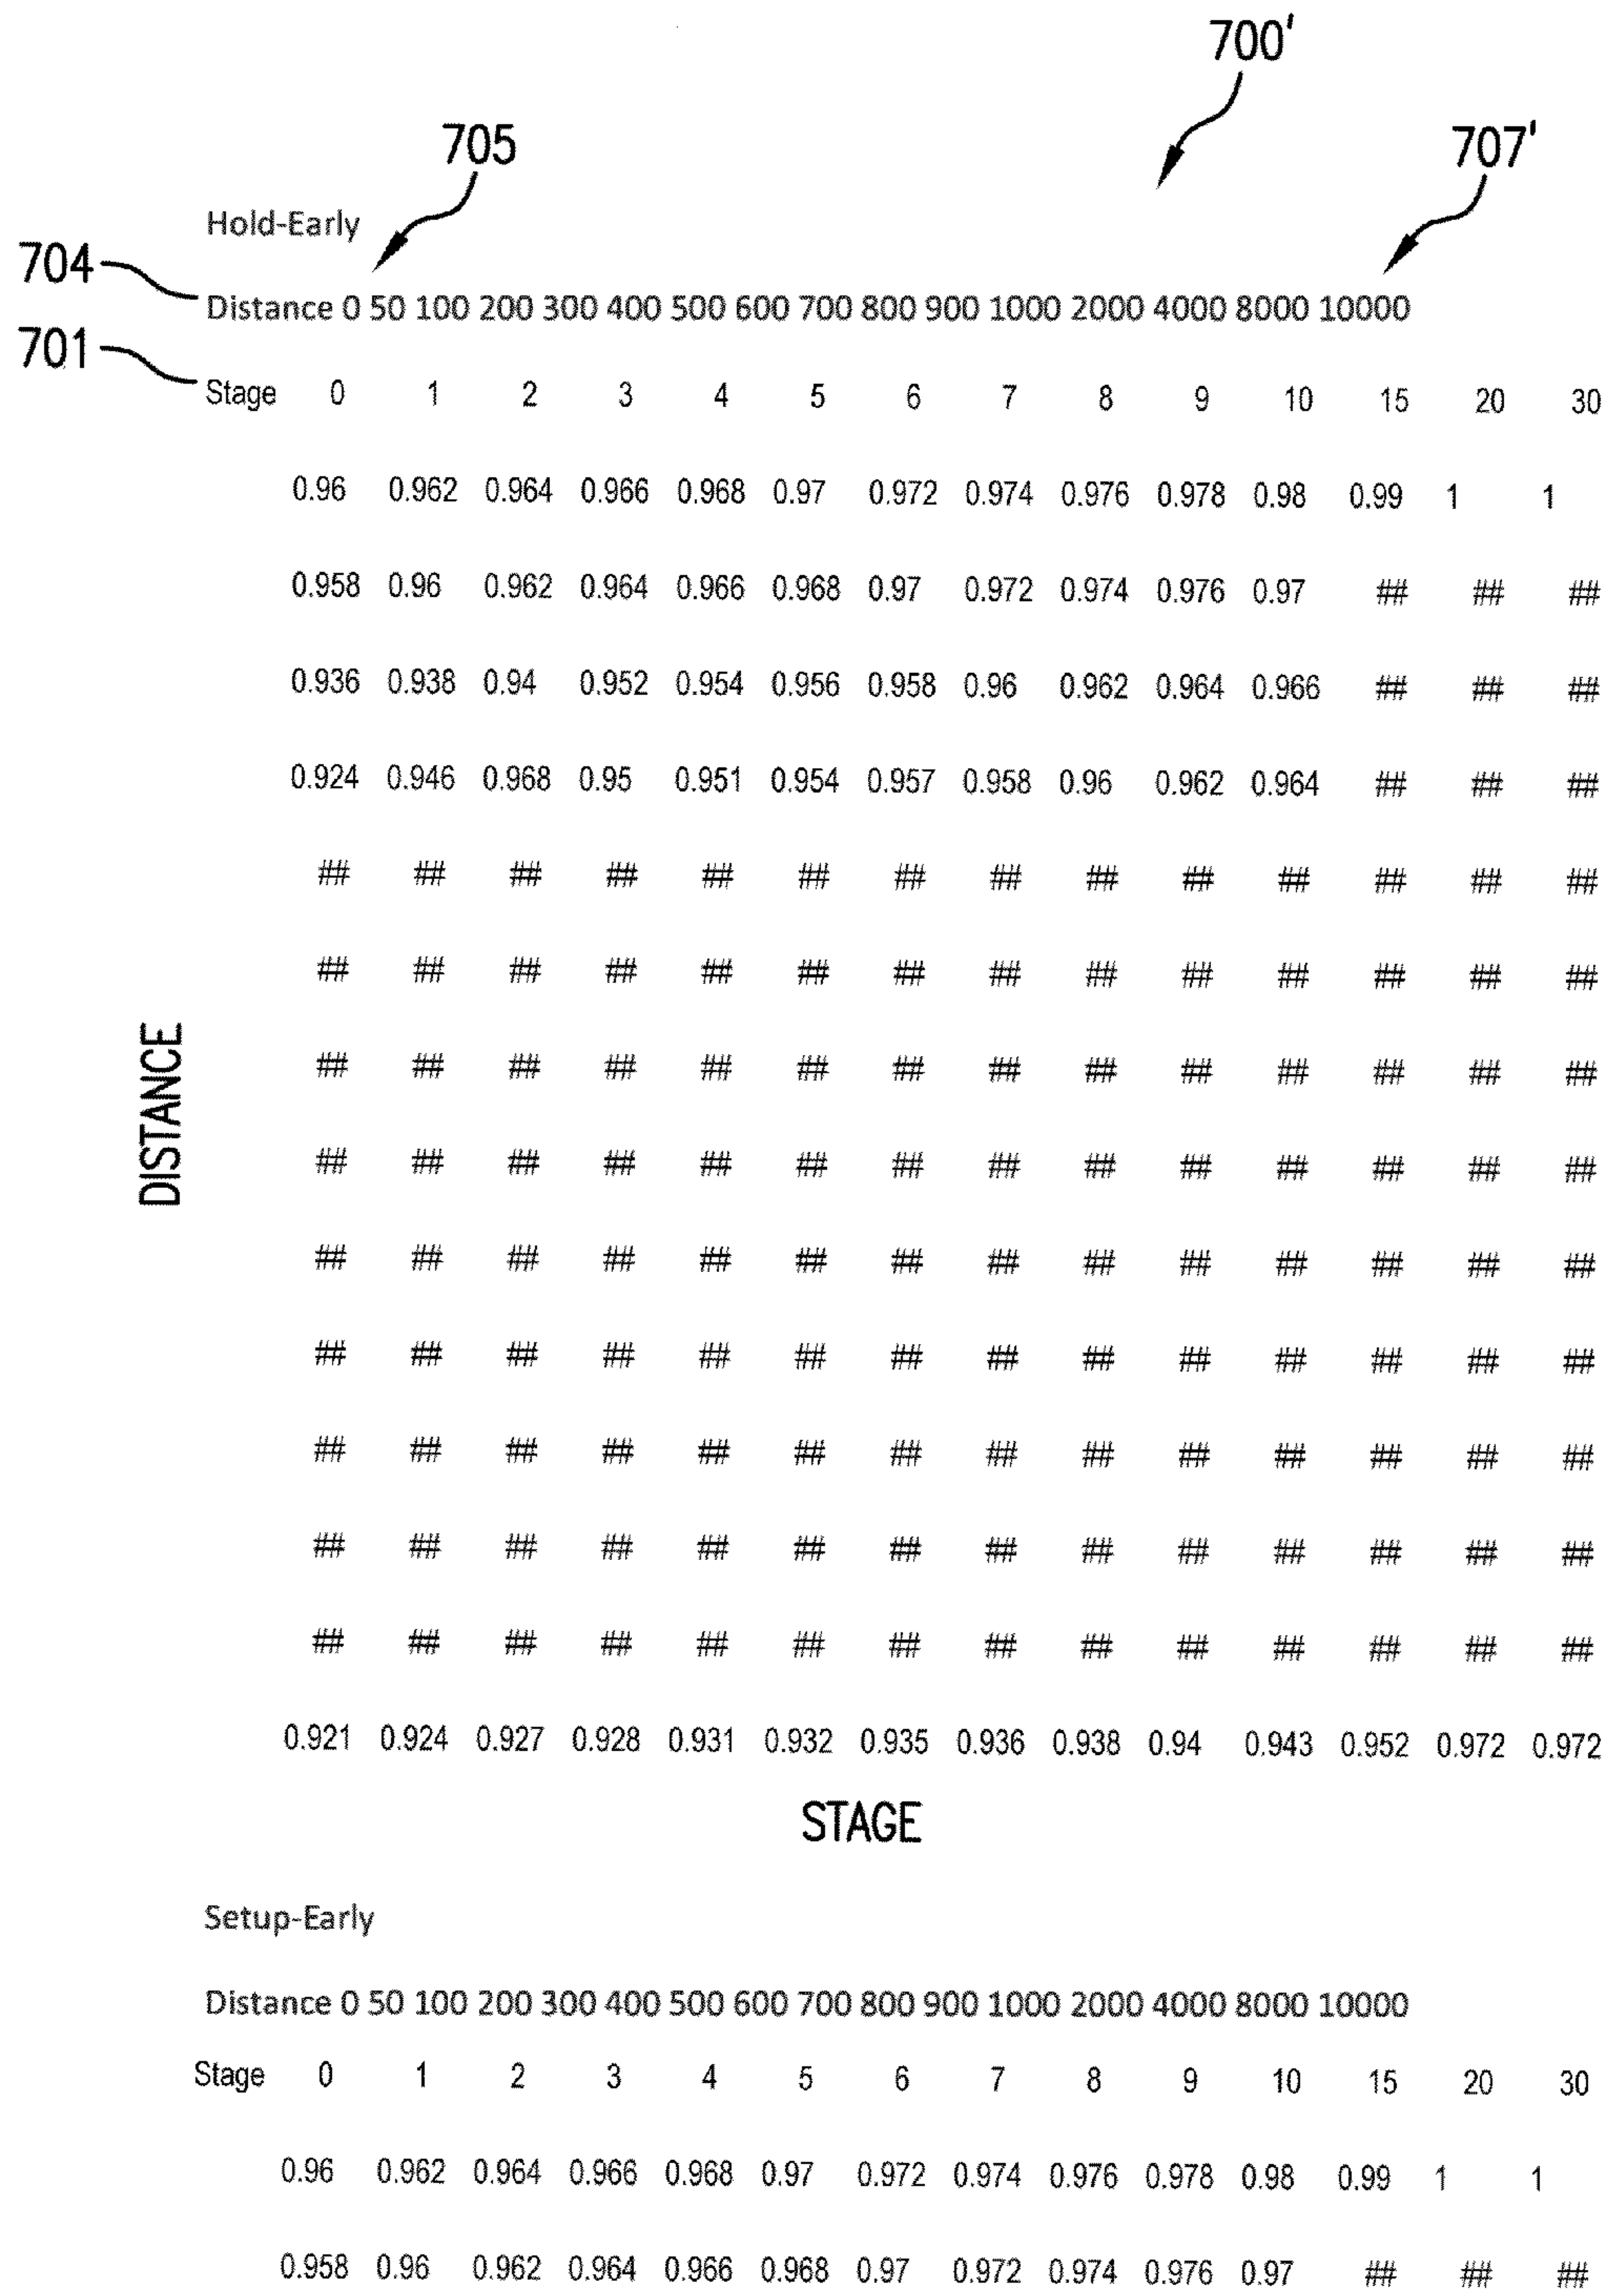 700'
705
707'
Hold-Early
704
Distance 0 50 100 200 300 400 500 600 700 800 900 1000 2000 4000 8000 10000
701
Stage 0 1 2 3 4 5 6 7 8 9 10 15 20 30
0.96 0.962 0.964 0.966 0.968 0.97 0.972 0.974 0.976 0.978 0.98 0.99 1 1
0.958 0.96 0.962 0.964 0.966 0.968 0.97 0.972 0.974 0.976 0.97 ## ## ##
0.936 0.938 0.94 0.952 0.954 0.956 0.958 0.96 0.962 0.964 0.966 ## ## ##
0.924 0.946 0.968 0.95 0.951 0.954 0.957 0.958 0.96 0.962 0.964 ## ## ##
## ## ## ## ## ## ## ## ## ## ## ## ## ##
## ## ## ## ## ## ## ## ## ## ## ## ## ##
## ## ## ## ## ## ## ## ## ## ## ## ## ##
DISTANCE
## ## ## ## ## ## ## ## ## ## ## ## ## ##
## ## ## ## ## ## ## ## ## ## ## ## ## ##
## ## ## ## ## ## ## ## ## ## ## ## ## ##
## ## ## ## ## ## ## ## ## ## ## ## ## ##
## ## ## ## ## ## ## ## ## ## ## ## ## ##
## ## ## ## ## ## ## ## ## ## ## ## ## ##
0.921 0.924 0.927 0.928 0.931 0.932 0.935 0.936 0.938 0.94 0.943 0.952 0.972 0.972
STAGE
Setup-Early
Distance 0 50 100 200 300 400 500 600 700 800 900 1000 2000 4000 8000 10000
Stage 0 1 2 3 4 5 6 7 8 9 10 15 20 30
0.96 0.962 0.964 0.966 0.968 0.97 0.972 0.974 0.976 0.978 0.98 0.99 1 1
0.958 0.96 0.962 0.964 0.966 0.968 0.97 0.972 0.974 0.976 0.97 ## ## ##